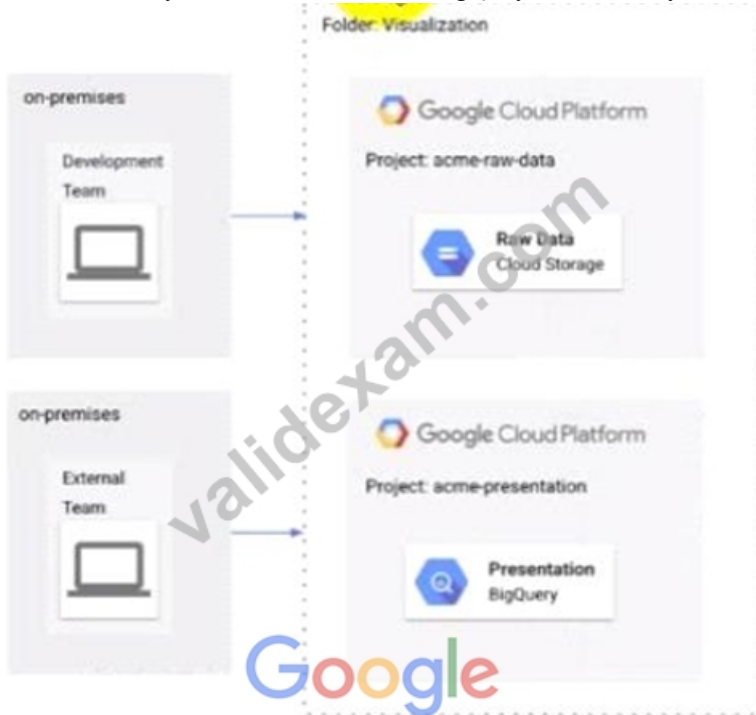 Folder: Visualization
on-premises
Development
Team
Google Cloud Platform
Project: acme-raw-data
Raw Data
Cloud Storage
on-premises
External
Team
Google Cloud Platform
Project: acme-presentation
Presentation
BigQuery
validexam.com
Google